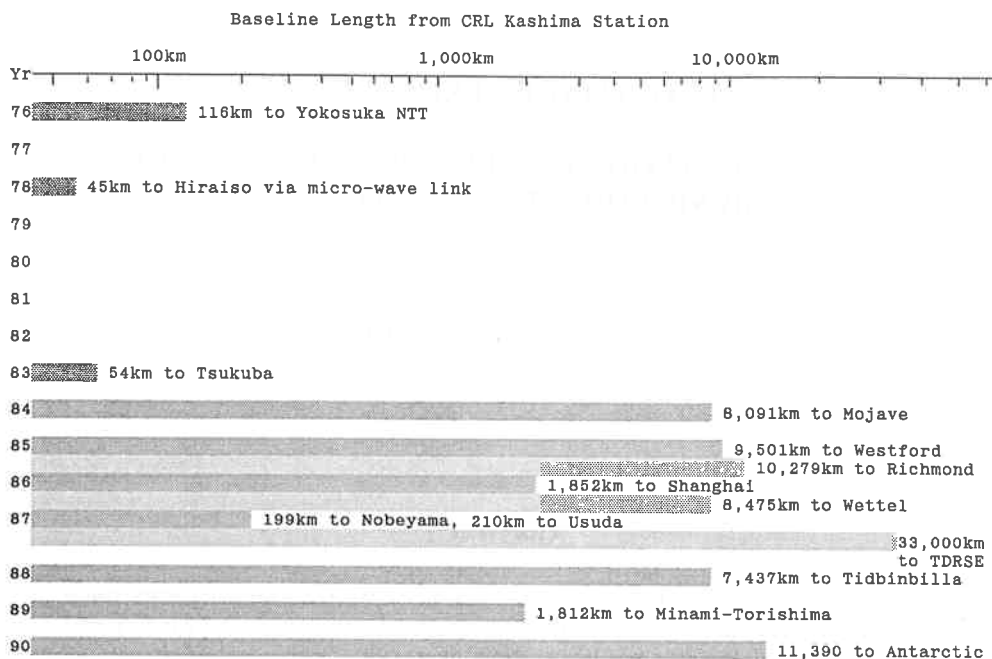 Baseline Length from CRL Kashima Station
100km 1,000km 10,000km
Yr
76 116km to Yokosuka NTT
77
78 45km to Hiraiso via micro-wave link
79
80
81
82
83 54km to Tsukuba
84 8,091km to Mojave
85 9,501km to Westford
10,279km to Richmond
86 1,852km to Shanghai
8,475km to Wettel
87 199km to Nobeyama, 210km to Usuda
33,000km
to TDRSE
88 7,437km to Tidbinbilla
89 1,812km to Minami-Torishima
90 11,390 to Antarctic